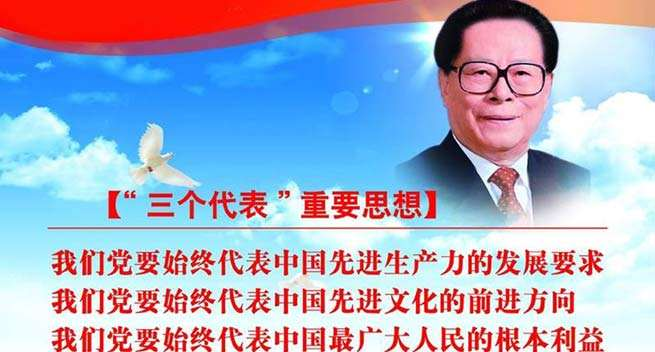 【“三个代表”重要思想】
我们党要始终代表中国先进生产力的发展要求
我们党要始终代表中国先进文化的前进方向
我们党要始终代表中国最广大人民的根本利益